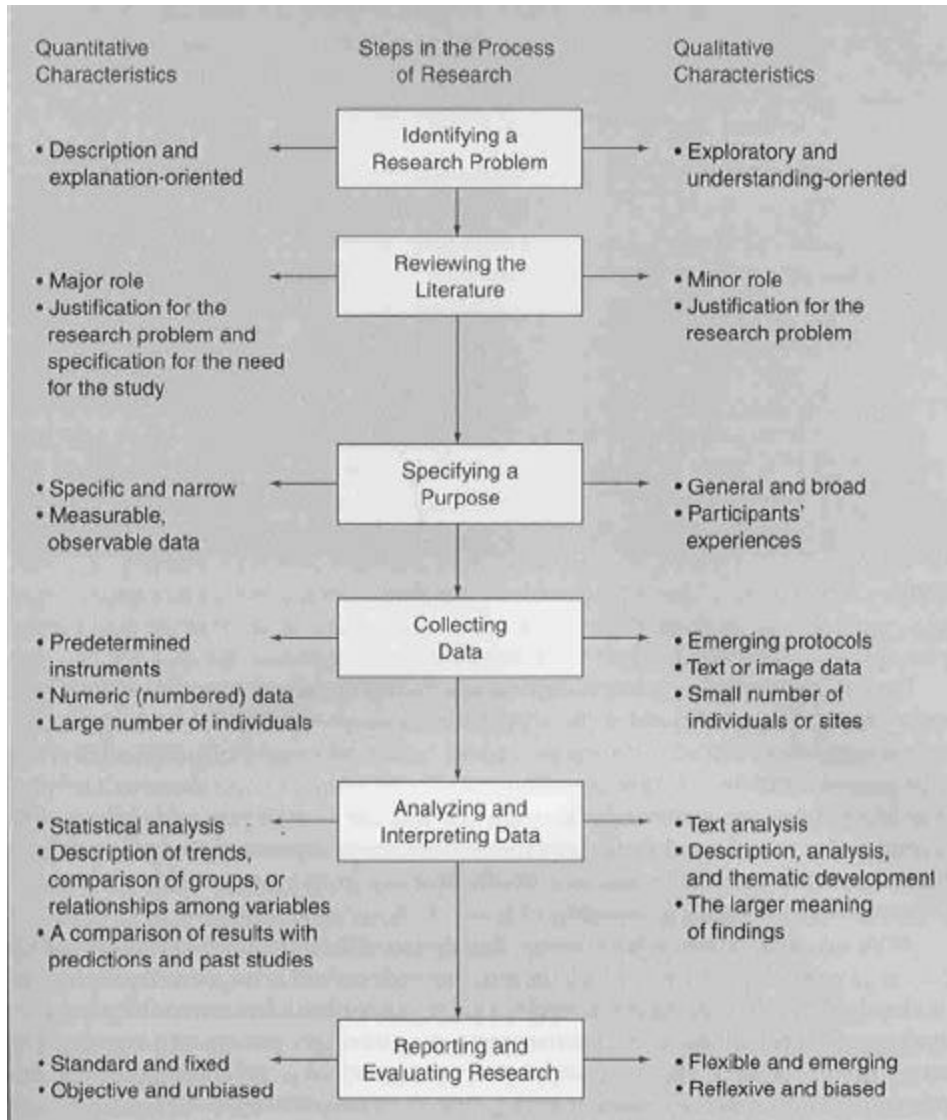 Quantitative
Characteristics
Steps in the Process
of Research
Qualitative
Characteristics
• Description and
explanation-oriented
Identifying a
Research Problem
• Exploratory and
understanding-oriented
• Major role
• Justification for the
research problem and
specification for the need
for the study
Reviewing the
Literature
• Minor role
• Justification for the
research problem
• Specific and narrow
• Measurable,
observable data
Specifying a
Purpose
• General and broad
• Participants'
experiences
• Predetermined
instruments
• Numeric (numbered) data
• Large number of individuals
Collecting
Data
• Emerging protocols
• Text or image data
• Small number of
individuals or sites
• Statistical analysis
• Description of trends,
comparison of groups, or
relationships among variables
• A comparison of results with
predictions and past studies
Analyzing and
Interpreting Data
• Text analysis
• Description, analysis,
and thematic development
• The larger meaning
of findings
• Standard and fixed
• Objective and unbiased
Reporting and
Evaluating Research
• Flexible and emerging
• Reflexive and biased